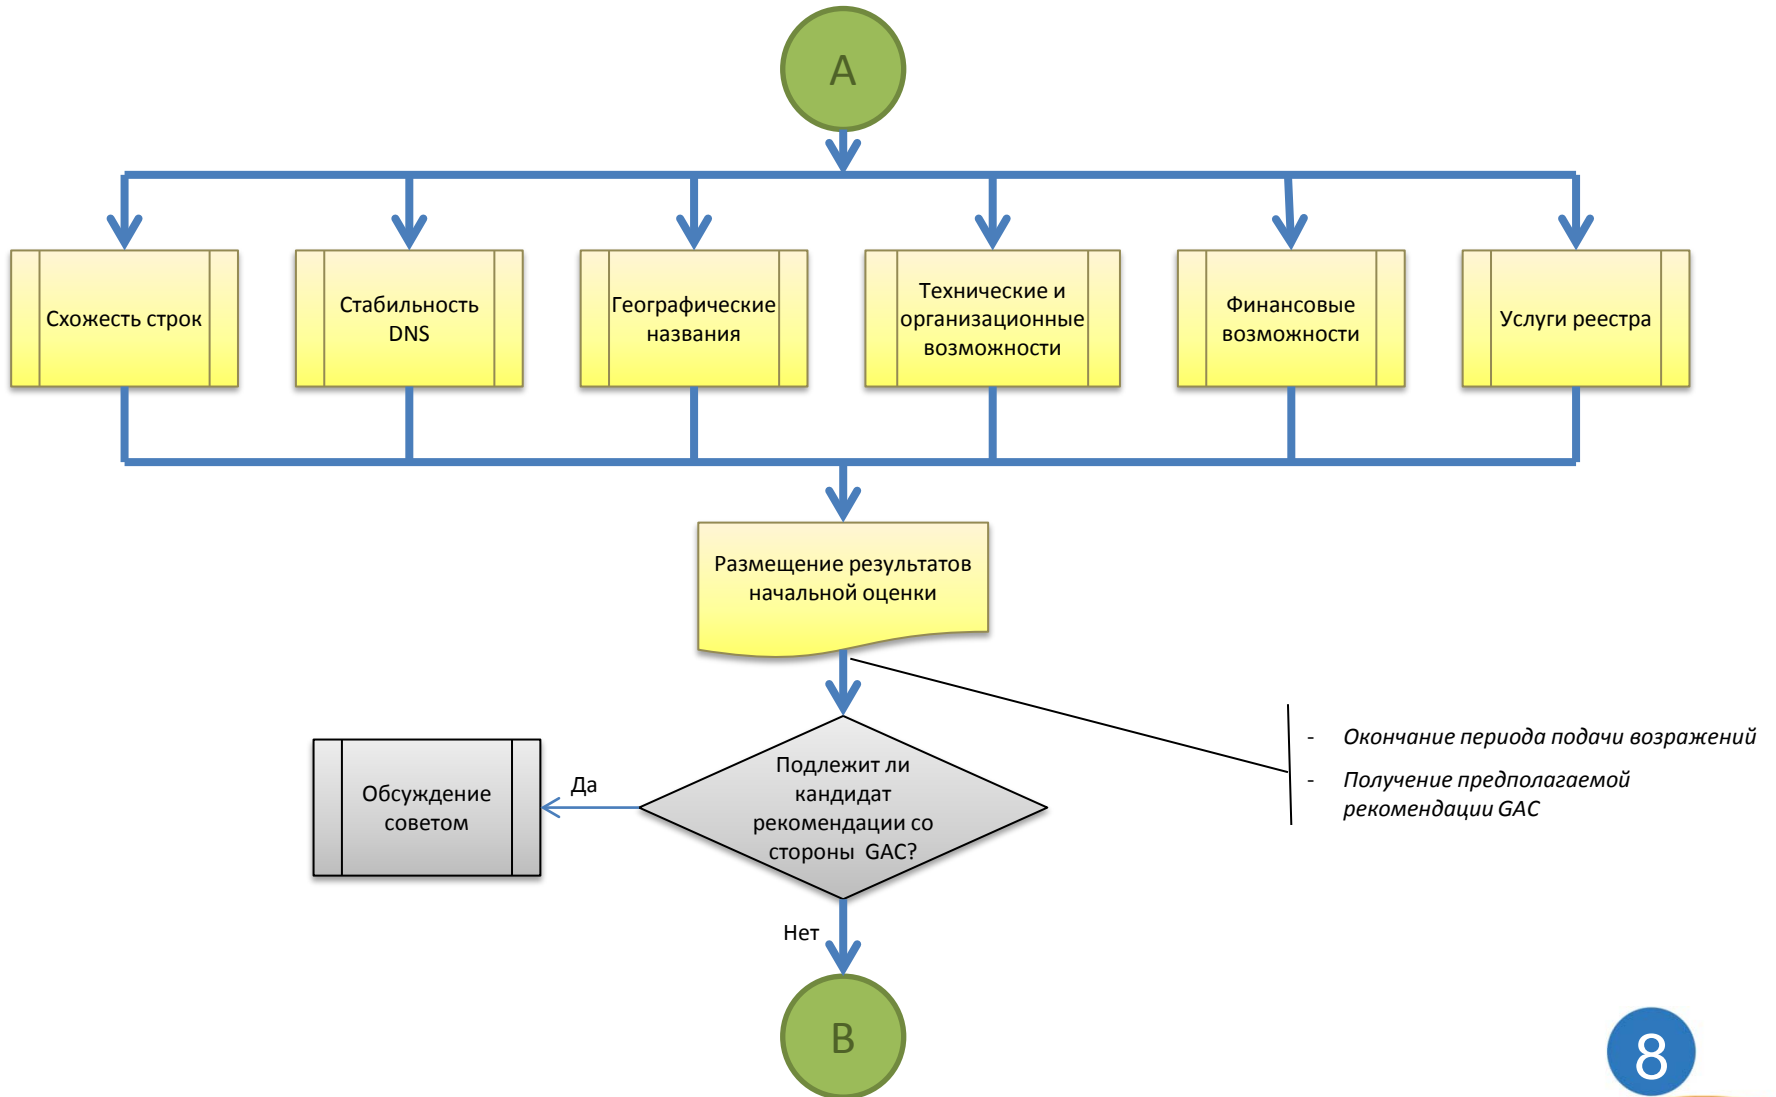 A
Схожесть строк
Стабильность
DNS
Географические
названия
Технические и
организационные
возможности
Финансовые
возможности
Услуги реестра
Размещение результатов
начальной оценки
- Окончание периода подачи возражений
- Получение предполагаемой
рекомендации GAC
Подлежит ли
кандидат
рекомендации со
стороны GAC?
Да
Обсуждение
советом
Нет
B
8